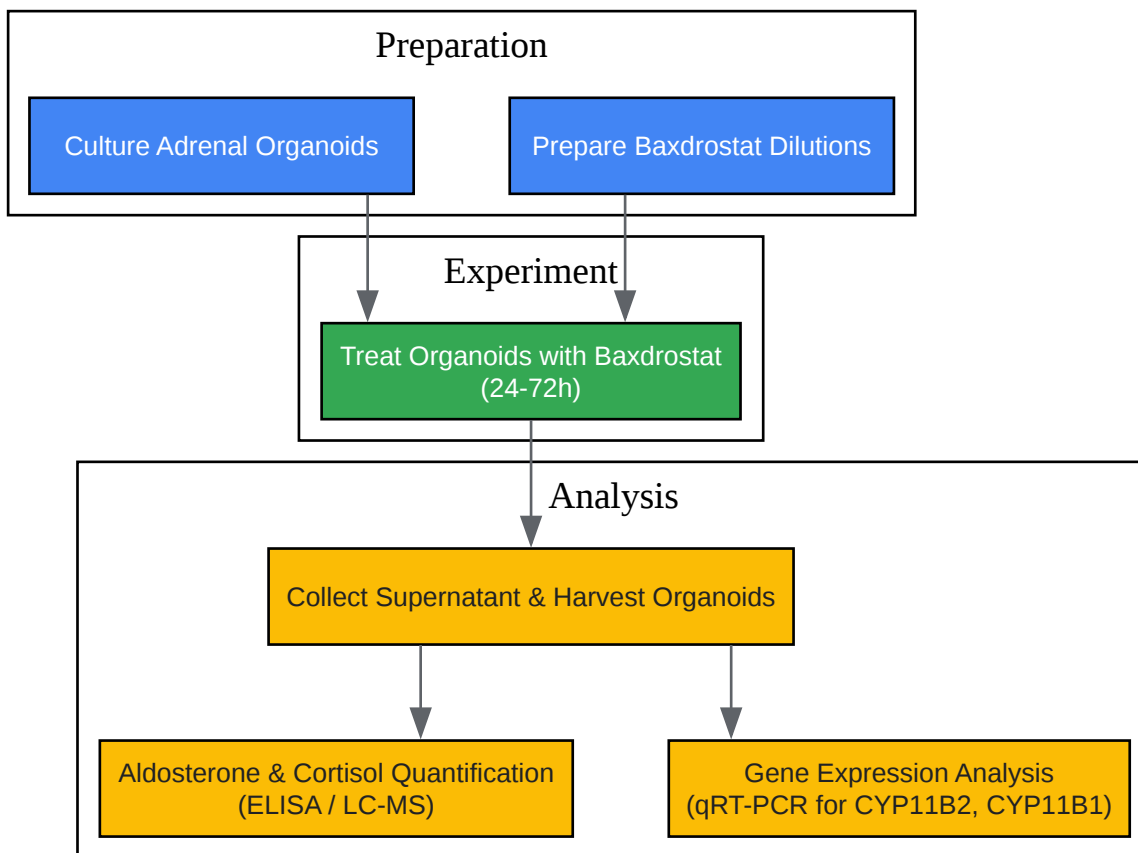 Preparation
Culture Adrenal Organoids
Prepare Baxdrostat Dilutions
Experiment
Treat Organoids with Baxdrostat
(24-72h)
Analysis
Collect Supernatant & Harvest Organoids
Aldosterone & Cortisol Quantification
(ELISA / LC-MS)
Gene Expression Analysis
(qRT-PCR for CYP11B2, CYP11B1)